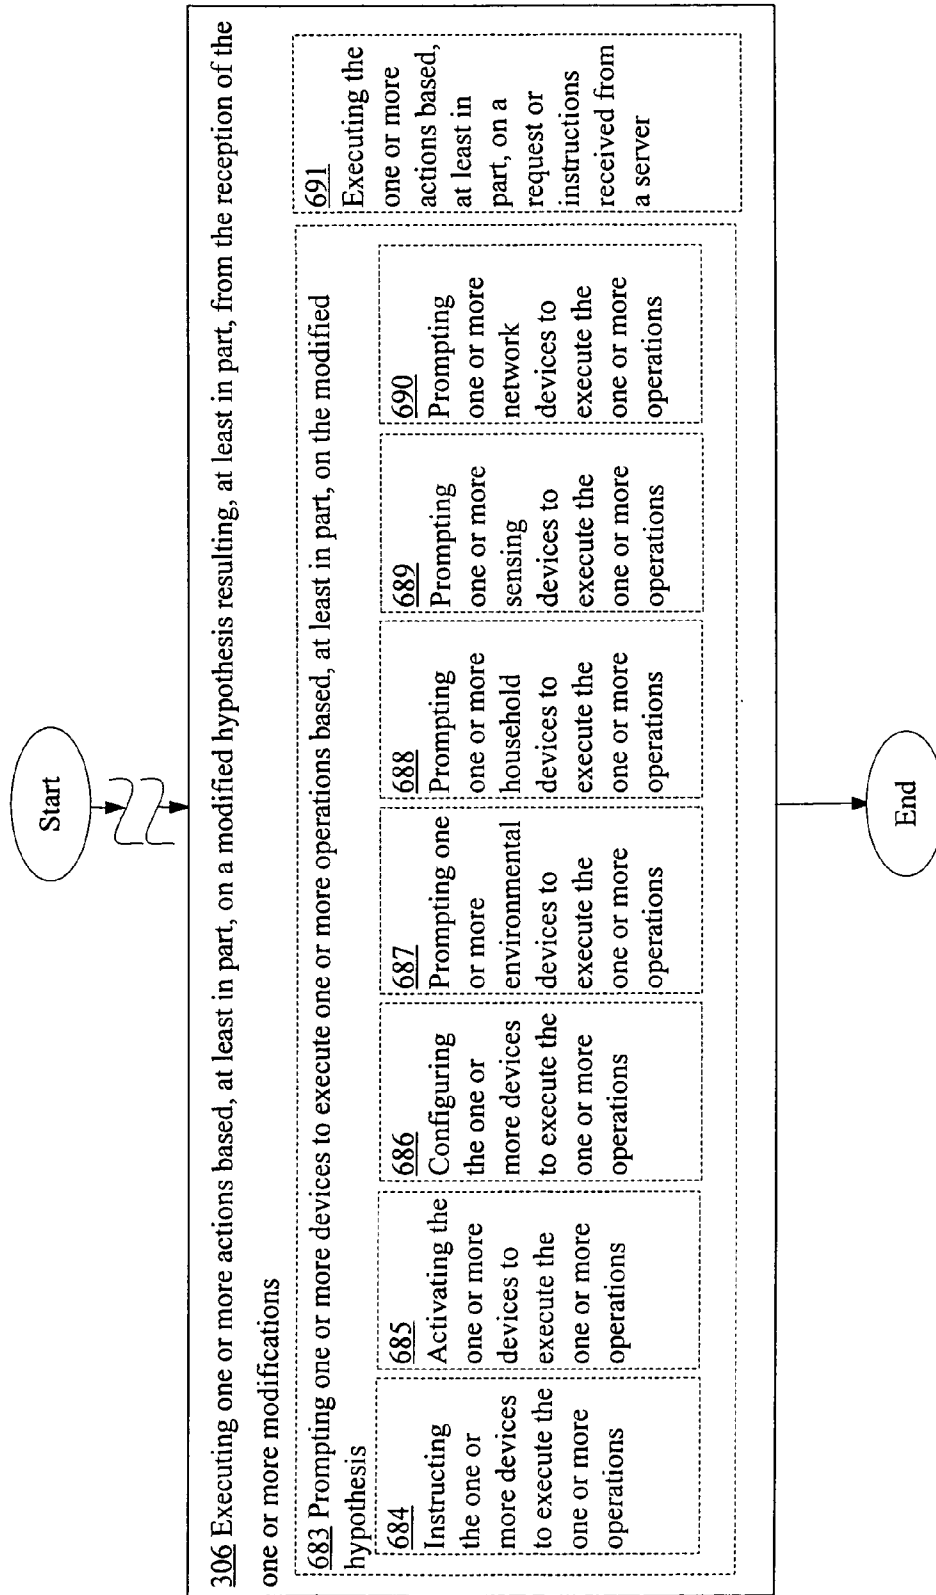 Start
306 Executing one or more actions based, at least in part, on a modified hypothesis resulting, at least in part, from the reception of the
one or more modifications
683 Prompting one or more devices to execute one or more operations based, at least in part, on the modified
hypothesis
684
Instructing
the one or
more devices
to execute the
one or more
operations
685
Activating the
one or more
devices to
execute the
one or more
operations
686
Configuring
the one or
more devices
to execute the
one or more
operations
687
Prompting one
or more
environmental
devices to
execute the
one or more
operations
688
Prompting
one or more
household
devices to
execute the
one or more
operations
689
Prompting
one or more
sensing
devices to
execute the
one or more
operations
690
Prompting
one or more
network
devices to
execute the
one or more
operations
691
Executing the
one or more
actions based,
at least in
part, on a
request or
instructions
received from
a server
End